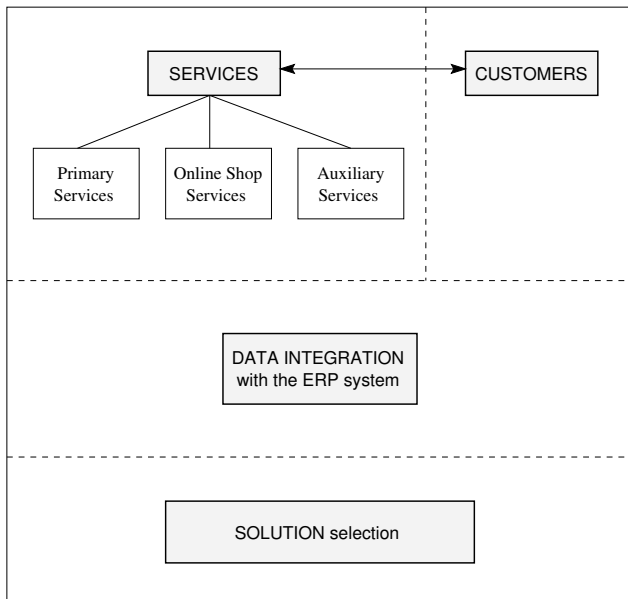 SERVICES
CUSTOMERS
Primary
Services
Online Shop
Services
Auxiliary
Services
DATA INTEGRATION
with the ERP system
SOLUTION selection